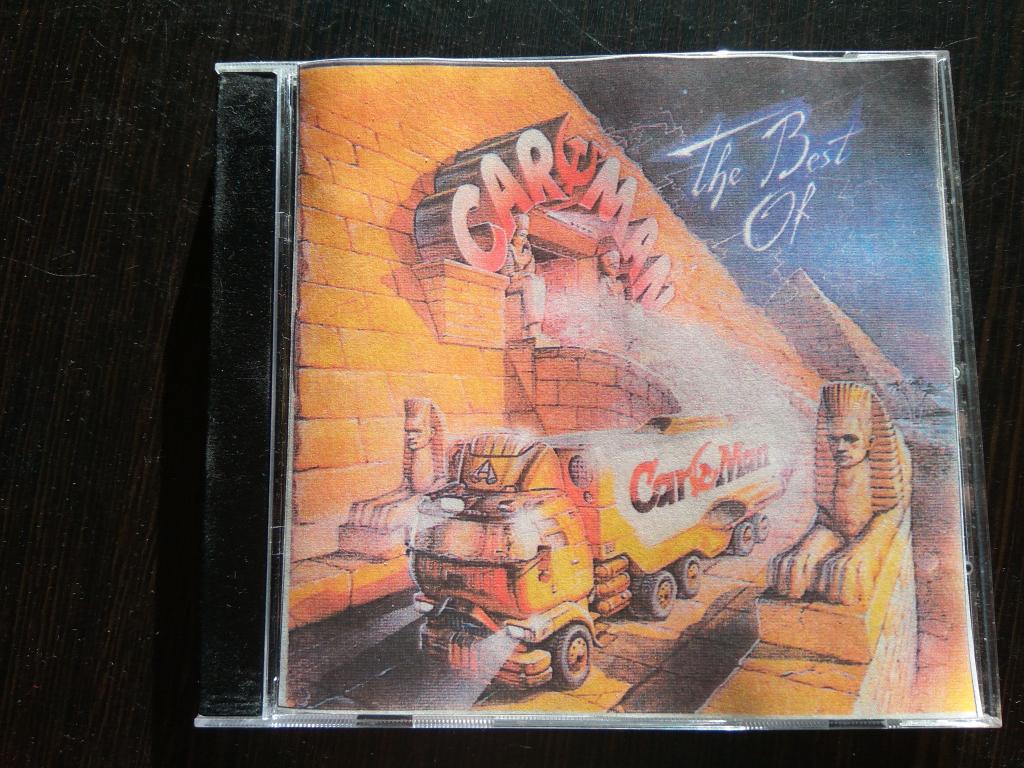 CAR MAN
The Best
Of
Car Man